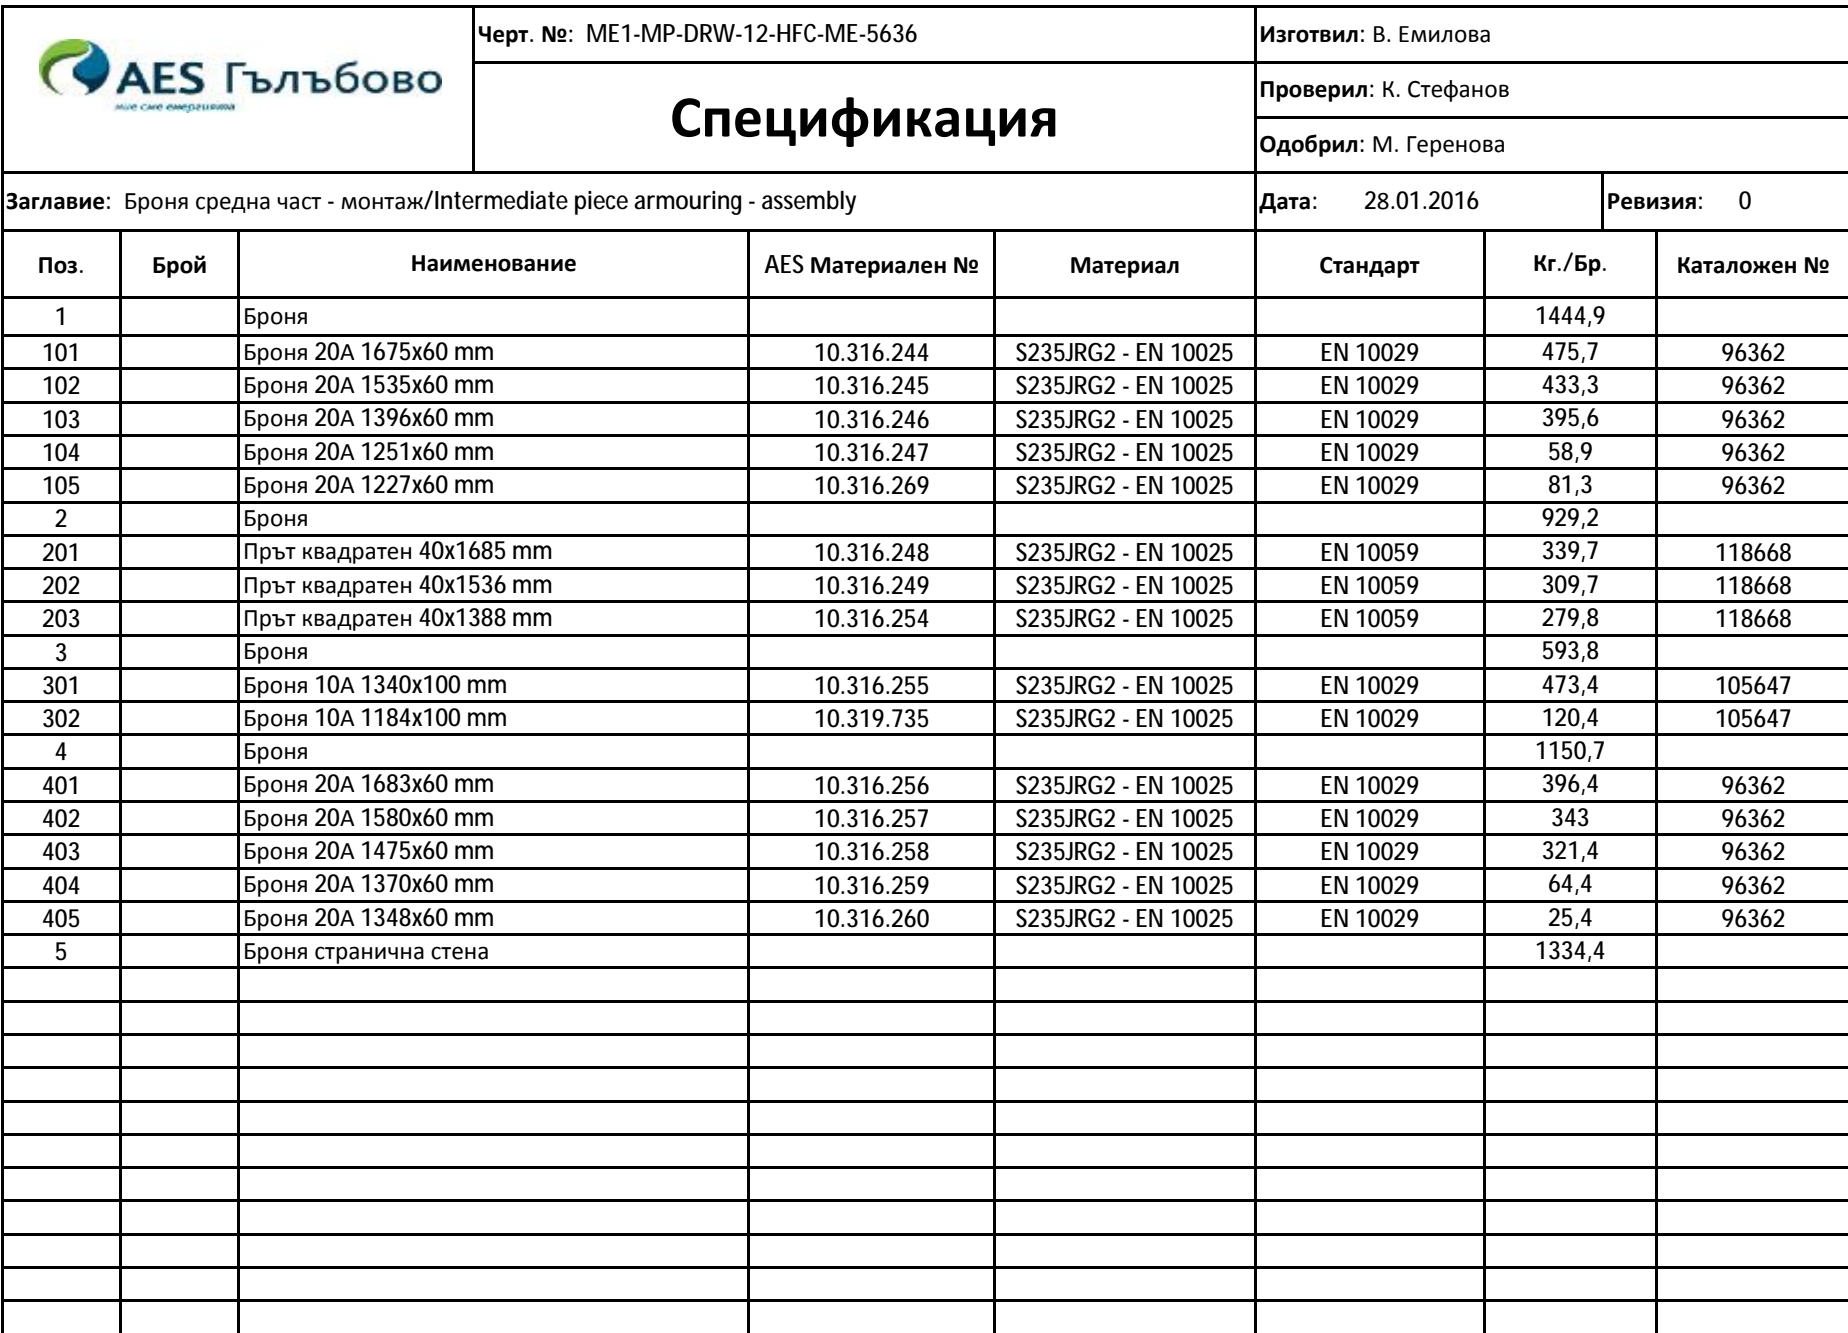 AES Гълъбово
ние сме енергията
Черт. №: ME1-MP-DRW-12-HFC-ME-5636
Спецификация
Изготвил: В. Емилова
Проверил: К. Стефанов
Одобрил: М. Геренова
Заглавие: Броня средна част - монтаж/Intermediate piece armouring - assembly
Дата: 28.01.2016 Ревизия: 0
Поз. Брой Наименование AES Материален № Материал Стандарт Кг./Бр. Каталожен №
1 Броня 1444,9
101 Броня 20А 1675x60 mm 10.316.244 S235JRG2 - EN 10025 EN 10029 475,7 96362
102 Броня 20А 1535x60 mm 10.316.245 S235JRG2 - EN 10025 EN 10029 433,3 96362
103 Броня 20А 1396x60 mm 10.316.246 S235JRG2 - EN 10025 EN 10029 395,6 96362
104 Броня 20А 1251x60 mm 10.316.247 S235JRG2 - EN 10025 EN 10029 58,9 96362
105 Броня 20А 1227x60 mm 10.316.269 S235JRG2 - EN 10025 EN 10029 81,3 96362
2 Броня 929,2
201 Прът квадратен 40x1685 mm 10.316.248 S235JRG2 - EN 10025 EN 10059 339,7 118668
202 Прът квадратен 40x1536 mm 10.316.249 S235JRG2 - EN 10025 EN 10059 309,7 118668
203 Прът квадратен 40x1388 mm 10.316.254 S235JRG2 - EN 10025 EN 10059 279,8 118668
3 Броня 593,8
301 Броня 10А 1340x100 mm 10.316.255 S235JRG2 - EN 10025 EN 10029 473,4 105647
302 Броня 10А 1184x100 mm 10.319.735 S235JRG2 - EN 10025 EN 10029 120,4 105647
4 Броня 1150,7
401 Броня 20А 1683x60 mm 10.316.256 S235JRG2 - EN 10025 EN 10029 396,4 96362
402 Броня 20А 1580x60 mm 10.316.257 S235JRG2 - EN 10025 EN 10029 343 96362
403 Броня 20А 1475x60 mm 10.316.258 S235JRG2 - EN 10025 EN 10029 321,4 96362
404 Броня 20А 1370x60 mm 10.316.259 S235JRG2 - EN 10025 EN 10029 64,4 96362
405 Броня 20А 1348x60 mm 10.316.260 S235JRG2 - EN 10025 EN 10029 25,4 96362
5 Броня странична стена 1334,4